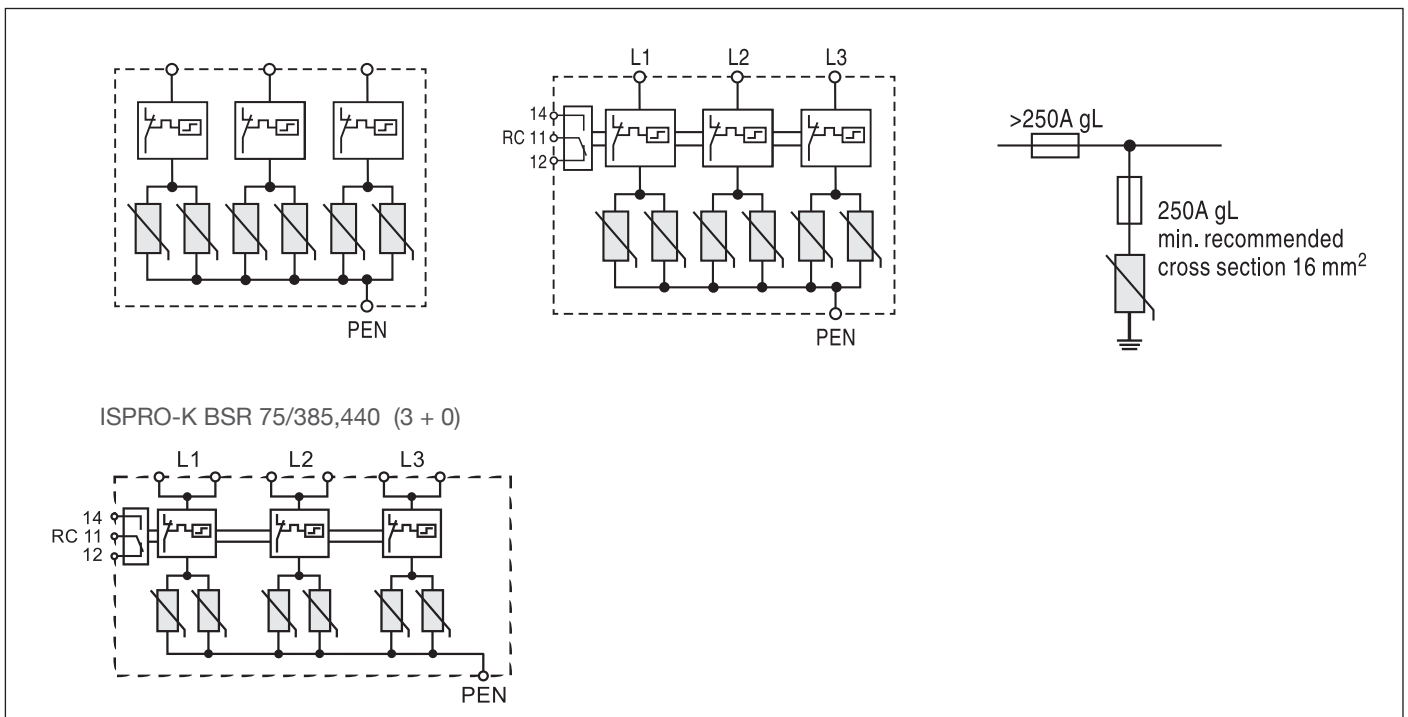 PEN
L1 L2 L3
14
RC 11
12
PEN
>250A gL
250A gL
min. recommended
cross section 16 mm²
ISPRO-K BSR 75/385,440 (3 + 0)
L1 L2 L3
14
RC 11
12
PEN